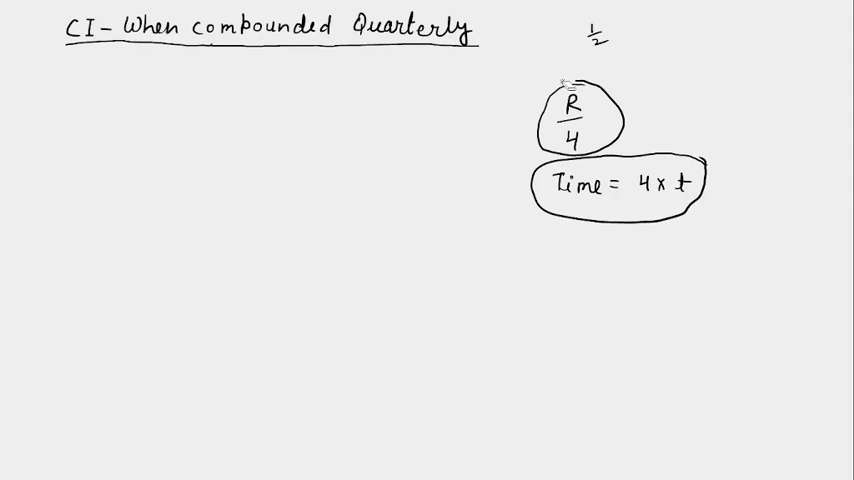 CI - When compounded Quarterly
1/2
R/4
Time = 4 × t